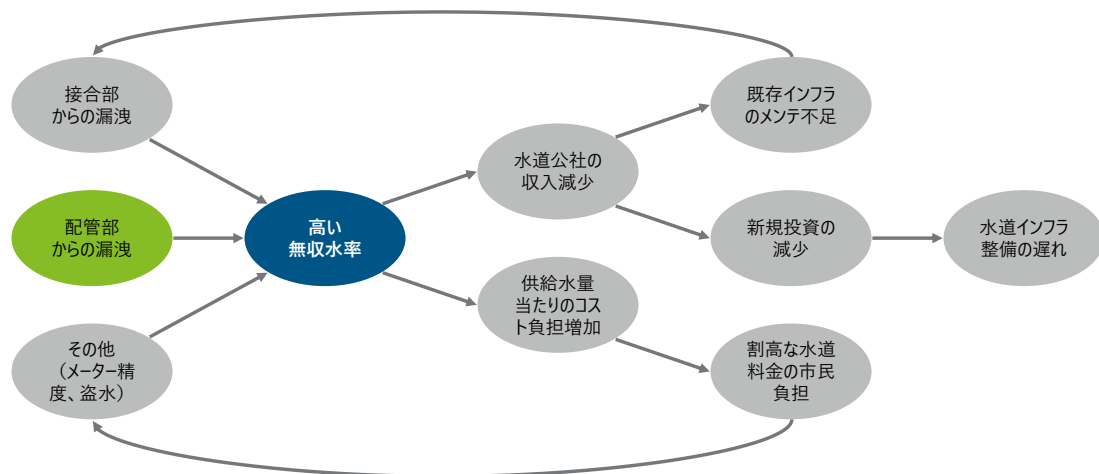 接合部
からの漏洩
既存インフラ
のメンテ不足
水道公社の
収入減少
配管部
からの漏洩
高い
無収水率
新規投資の
減少
水道インフラ
整備の遅れ
供給水量
当たりのコス
ト負担増加
その他
（メーター精
度、盗水）
割高な水道
料金の市民
負担